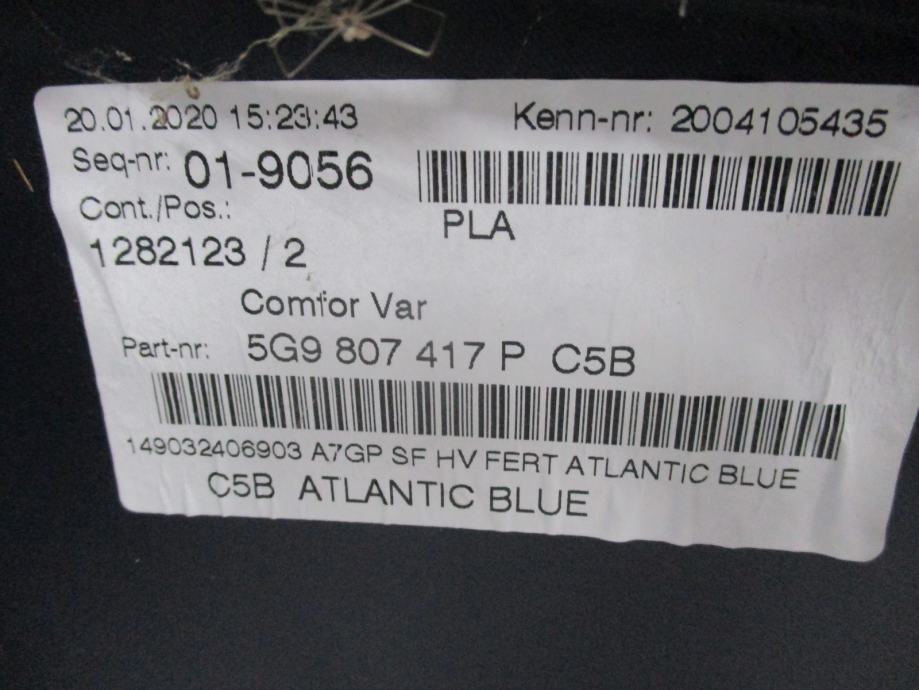 20.01.2020 15:23:43 Kenn-nr: 2004105435
Seq-nr: 01-9056
Cont./Pos.: PLA
1282123 / 2
Comfor Var
Part-nr: 5G9 807 417 P C5B
149032406903 A7GP SF HV FERT ATLANTIC BLUE
C5B ATLANTIC BLUE